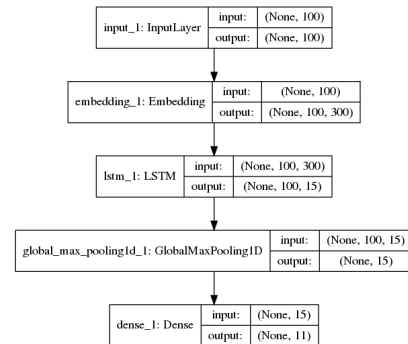 input_1: InputLayer
input: (None, 100)
output: (None, 100)
embedding_1: Embedding
input: (None, 100)
output: (None, 100, 300)
lstm_1: LSTM
input: (None, 100, 300)
output: (None, 100, 15)
global_max_pooling1d_1: GlobalMaxPooling1D
input: (None, 100, 15)
output: (None, 15)
dense_1: Dense
input: (None, 15)
output: (None, 11)